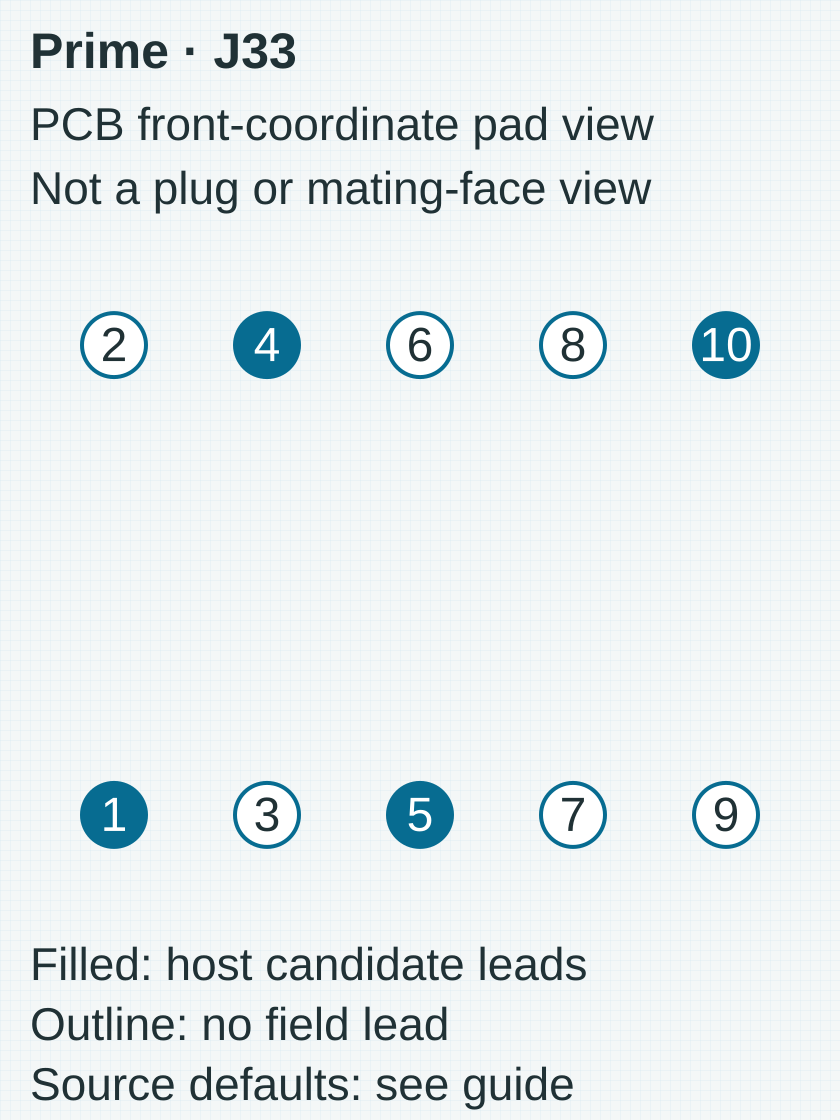 Prime · J33
PCB front-coordinate pad view
Not a plug or mating-face view
2 4 6 8 10
1 3 5 7 9
Filled: host candidate leads
Outline: no field lead
Source defaults: see guide